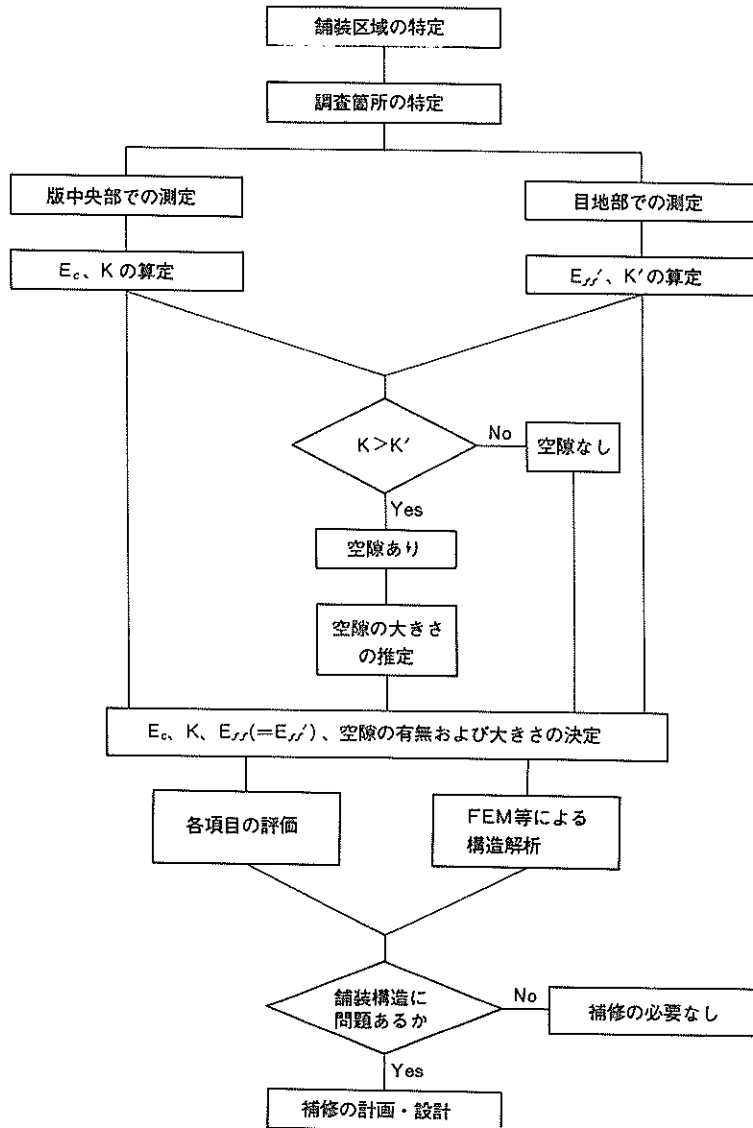 舗装区域の特定
調査箇所の特定
版中央部での測定
目地部での測定
Ec、Kの算定
Eff′、K′の算定
K>K′
No
空隙なし
Yes
空隙あり
空隙の大きさ
の推定
Ec、K、Eff(=Eff′)、空隙の有無および大きさの決定
各項目の評価
FEM等による
構造解析
舗装構造に
問題あるか
No
補修の必要なし
Yes
補修の計画・設計